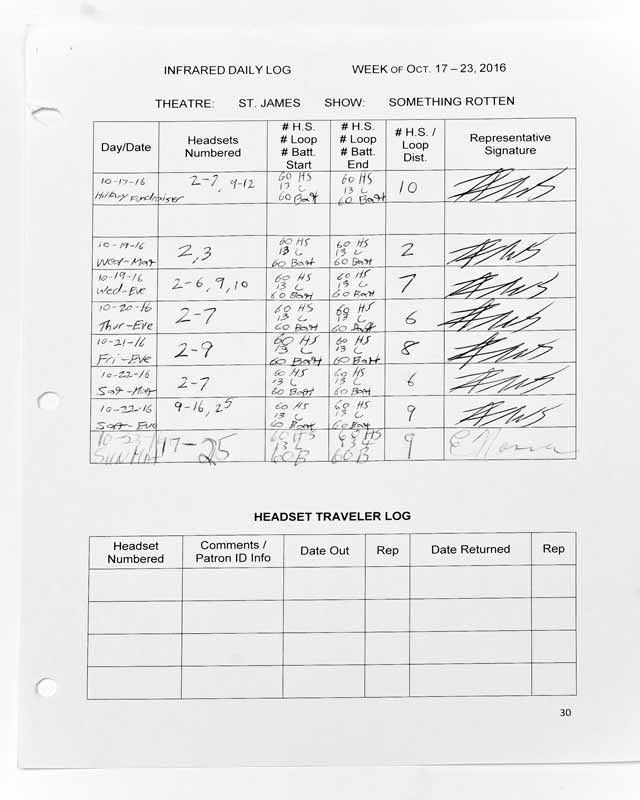 INFRARED DAILY LOG WEEK OF OCT. 17 – 23, 2016
THEATRE: ST. JAMES SHOW: SOMETHING ROTTEN
Day/Date Headsets Numbered # H.S. # Loop # Batt. Start # H.S. # Loop # Batt. End # H.S. / Loop Dist. Representative Signature
10-17-16 2-7, 9-12 60 HS 60 HS 10
13 L 13 L
Hillary Fundraiser 60 Batt 60 Batt
10-19-16 2,3 60 HS 60 HS 2
13 L 13 L
Wed-Mat 60 Batt 60 Batt
10-19-16 2-6, 9, 10 60 HS 60 HS 7
13 L 13 L
Wed-Eve 60 Batt 60 Batt
10-20-16 2-7 60 HS 60 HS 6
13 L 13 L
Thur-Eve 60 Batt 60 Batt
10-21-16 2-9 60 HS 60 HS 8
13 L 13 L
Fri-Eve 60 Batt 60 Batt
10-22-16 2-7 60 HS 60 HS 6
13 L 13 L
Sat-Mat 60 Batt 60 Batt
10-22-16 9-16, 25 60 HS 60 HS 9
13 L 13 L
Sat-Eve 60 Batt 60 Batt
10-23-16 17-25 60 HS 60 HS 9
13 L 13 L
SUN MAT 60 B 60 B
HEADSET TRAVELER LOG
Headset Numbered Comments / Patron ID Info Date Out Rep Date Returned Rep
30